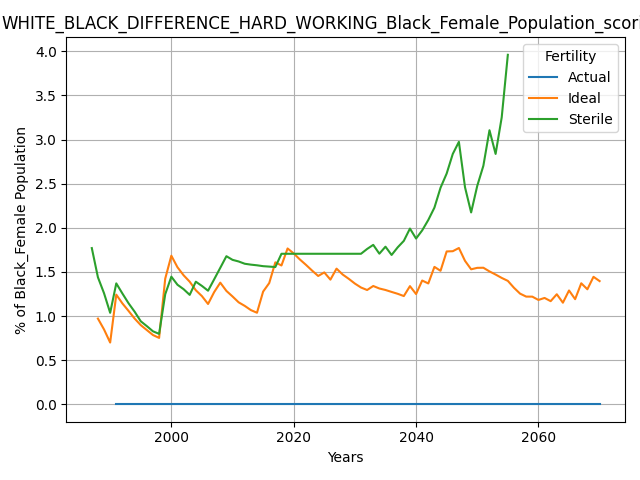 WHITE_BLACK_DIFFERENCE_HARD_WORKING_Black_Female_Population_scor
Fertility
Actual
Ideal
Sterile
4.0
3.5
3.0
2.5
2.0
1.5
1.0
0.5
0.0
% of Black_Female Population
2000 2020 2040 2060
Years